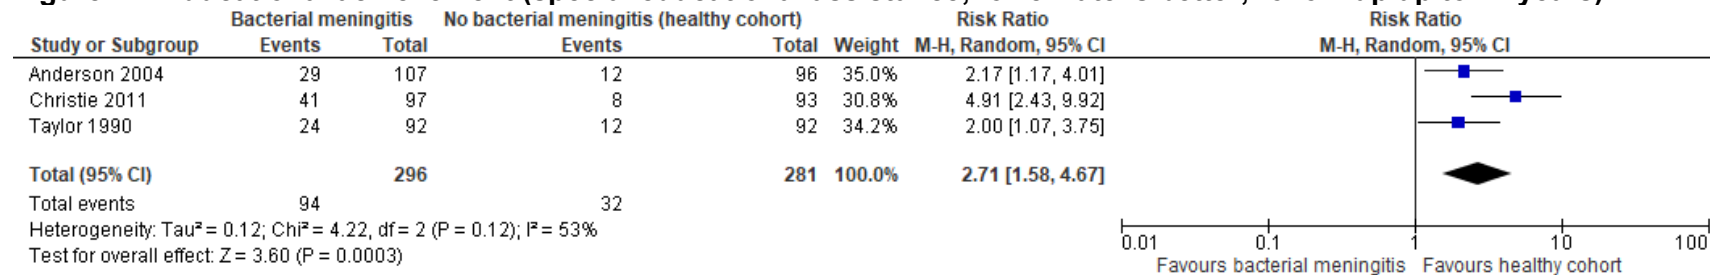 Bacterial meningitis No bacterial meningitis (healthy cohort) Risk Ratio Risk Ratio
Study or Subgroup Events Total Events Total Weight M-H, Random, 95% CI M-H, Random, 95% CI
Anderson 2004 29 107 12 96 35.0% 2.17 [1.17, 4.01]
Christie 2011 41 97 8 93 30.8% 4.91 [2.43, 9.92]
Taylor 1990 24 92 12 92 34.2% 2.00 [1.07, 3.75]
Total (95% CI) 296 281 100.0% 2.71 [1.58, 4.67]
Total events 94 32
Heterogeneity: Tau² = 0.12; Chi² = 4.22, df = 2 (P = 0.12); I² = 53%
Test for overall effect: Z = 3.60 (P = 0.0003)
0.01 0.1 1 10 100
Favours bacterial meningitis Favours healthy cohort